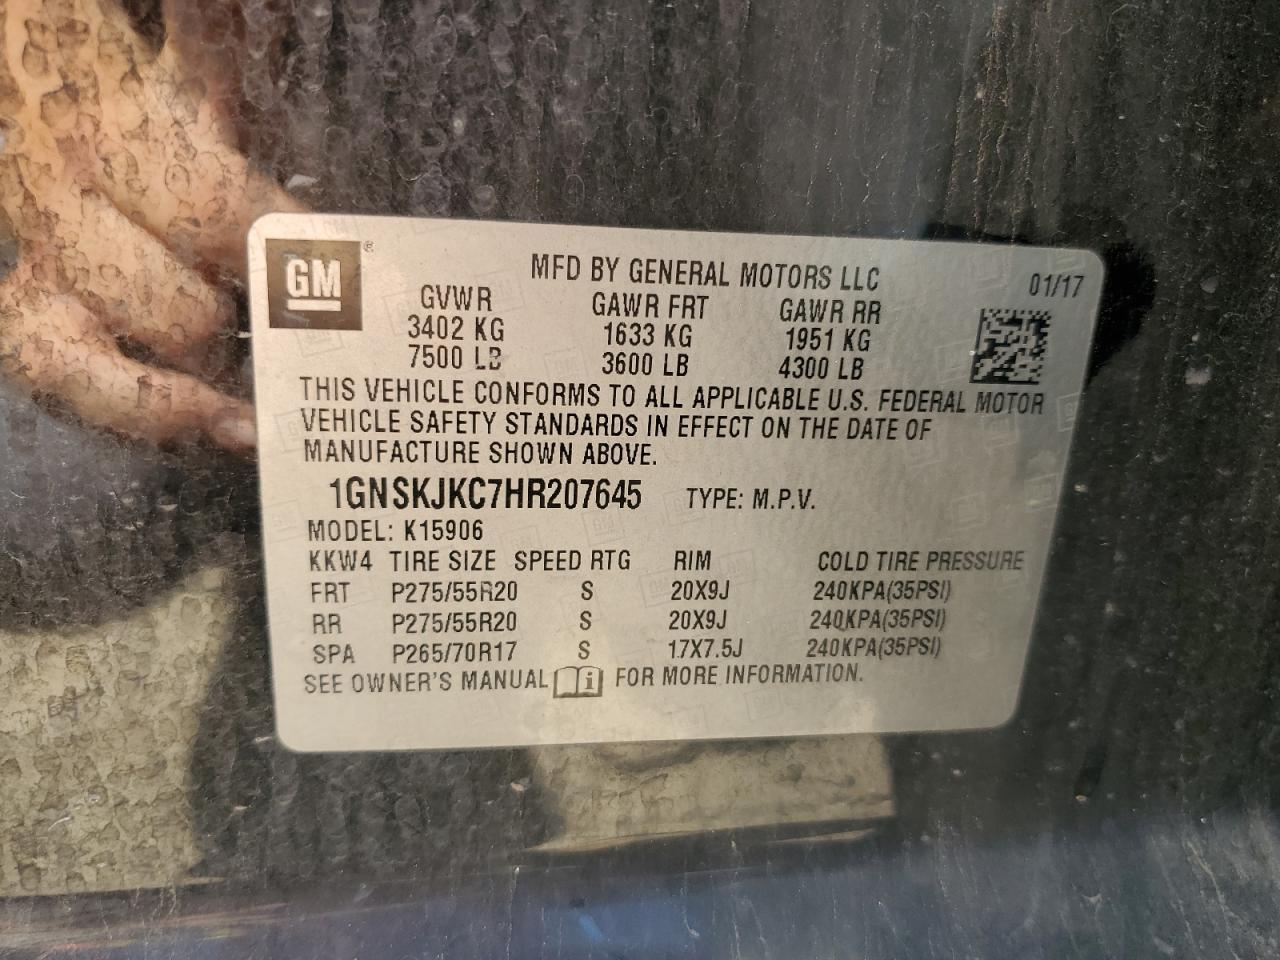 GM ®
MFD BY GENERAL MOTORS LLC 01/17
GVWR GAWR FRT GAWR RR
3402 KG 1633 KG 1951 KG
7500 LB 3600 LB 4300 LB
THIS VEHICLE CONFORMS TO ALL APPLICABLE U.S. FEDERAL MOTOR
VEHICLE SAFETY STANDARDS IN EFFECT ON THE DATE OF
MANUFACTURE SHOWN ABOVE.
1GNSKJKC7HR207645 TYPE: M.P.V.
MODEL: K15906
KKW4 TIRE SIZE SPEED RTG RIM COLD TIRE PRESSURE
FRT P275/55R20 S 20X9J 240KPA(35PSI)
RR P275/55R20 S 20X9J 240KPA(35PSI)
SPA P265/70R17 S 17X7.5J 240KPA(35PSI)
SEE OWNER'S MANUAL i FOR MORE INFORMATION.